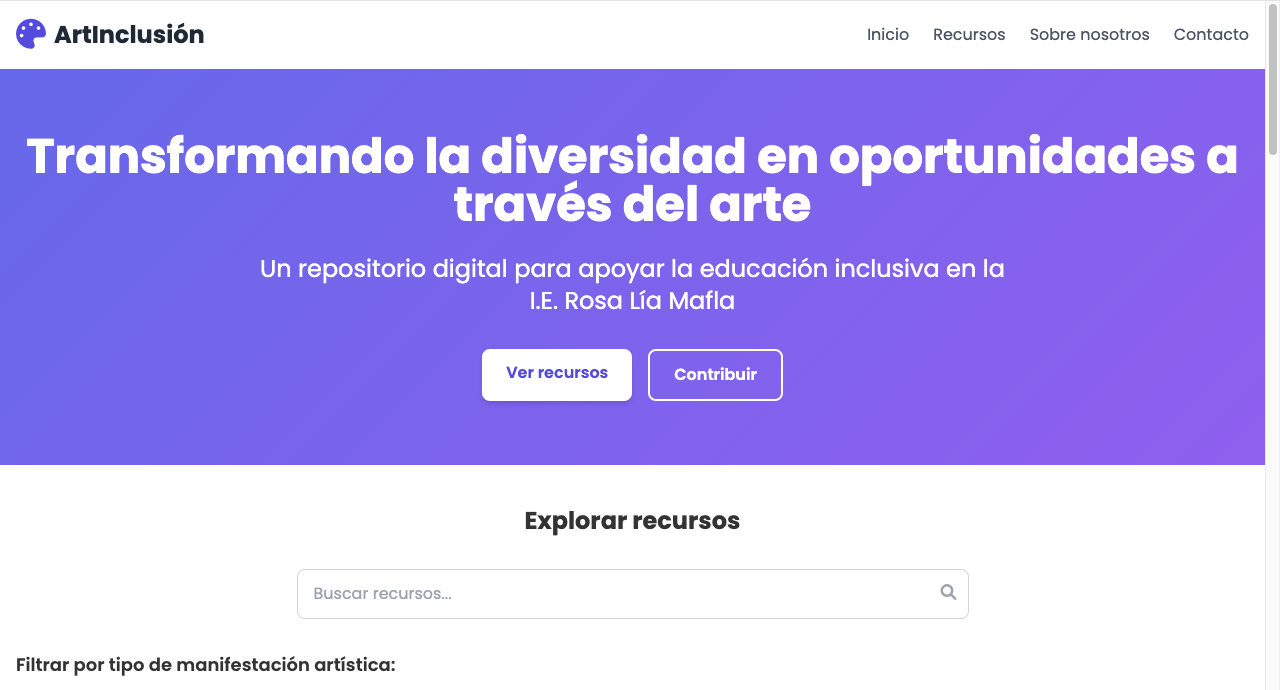 ArtInclusión
Inicio
Recursos
Sobre nosotros
Contacto
Transformando la diversidad en oportunidades a
través del arte
Un repositorio digital para apoyar la educación inclusiva en la
I.E. Rosa Lía Mafla
Ver recursos
Contribuir
Explorar recursos
Buscar recursos...
Filtrar por tipo de manifestación artística: